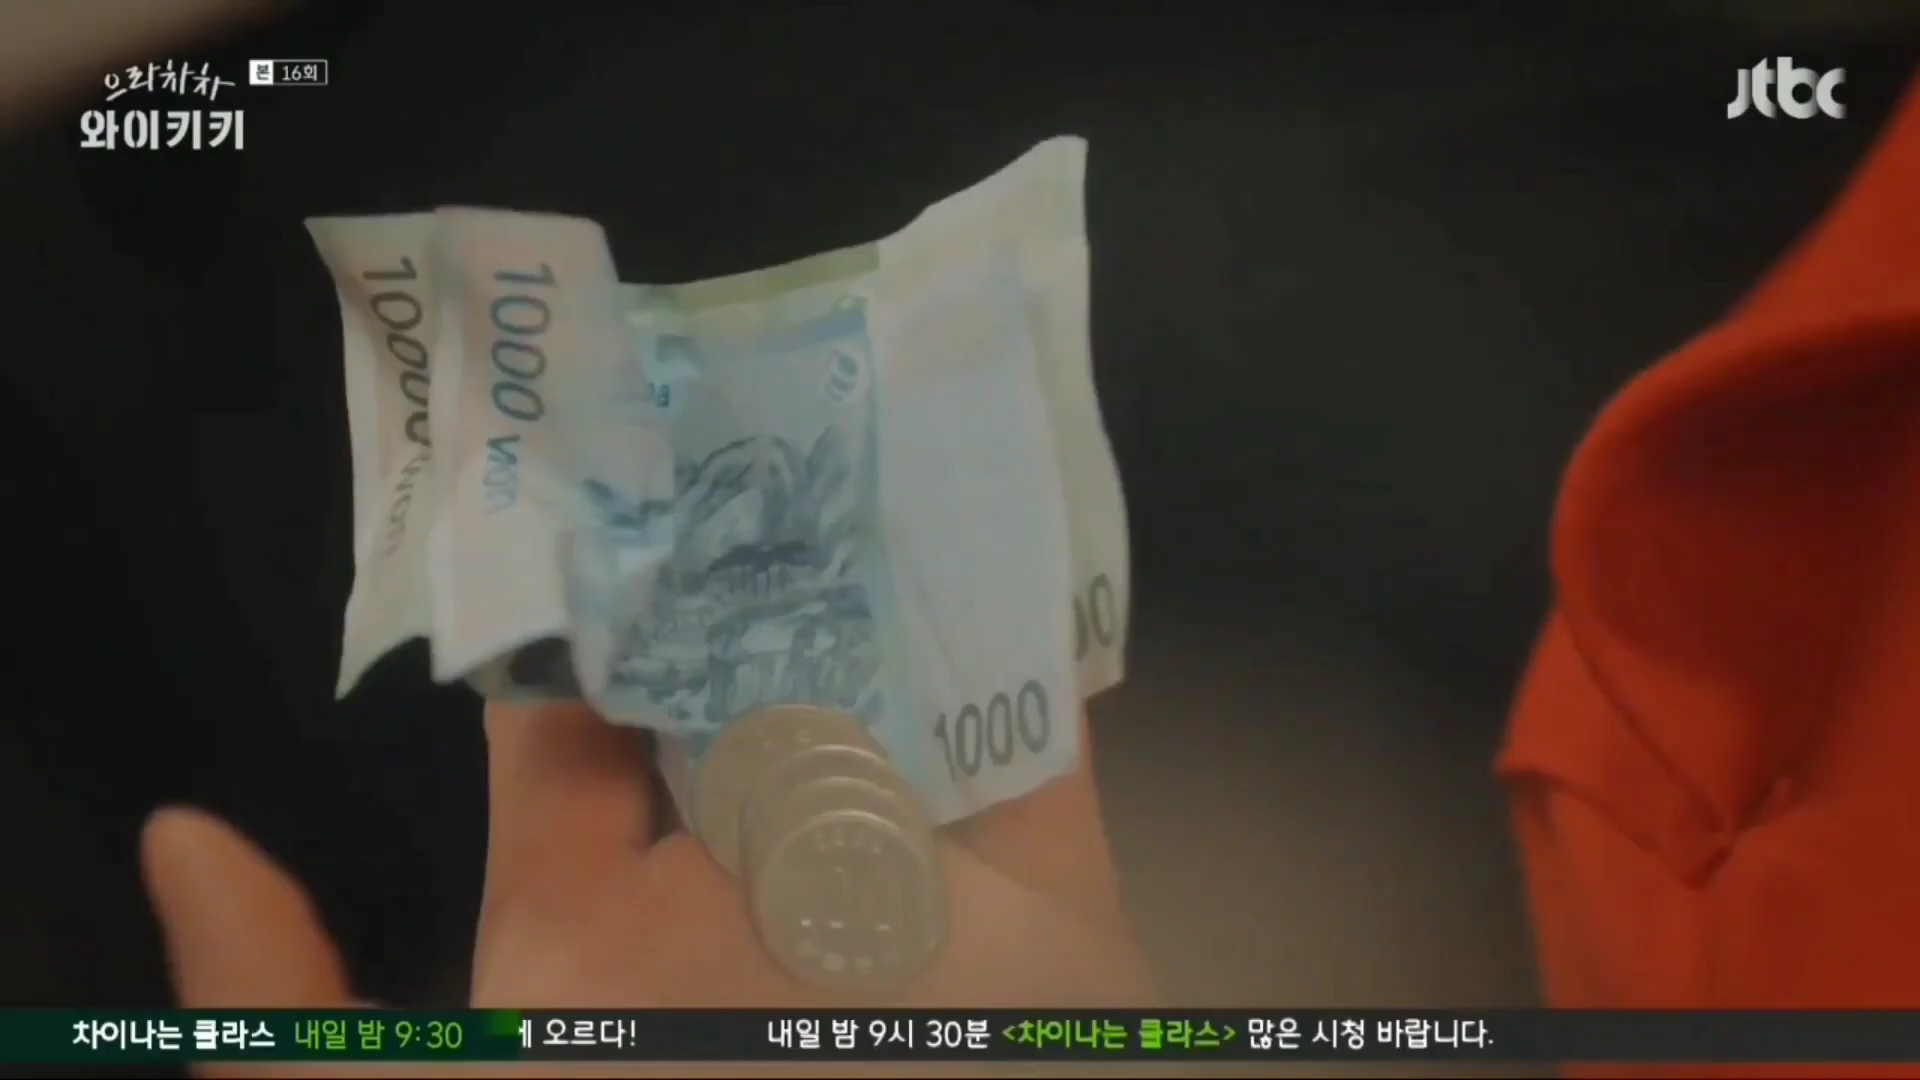 으라차차
와이키키
본 16회
jtbc
10000 won
1000 won
1000
차이나는 클라스 내일 밤 9:30
에 오르다! 내일 밤 9시 30분 <차이나는 클라스> 많은 시청 바랍니다.